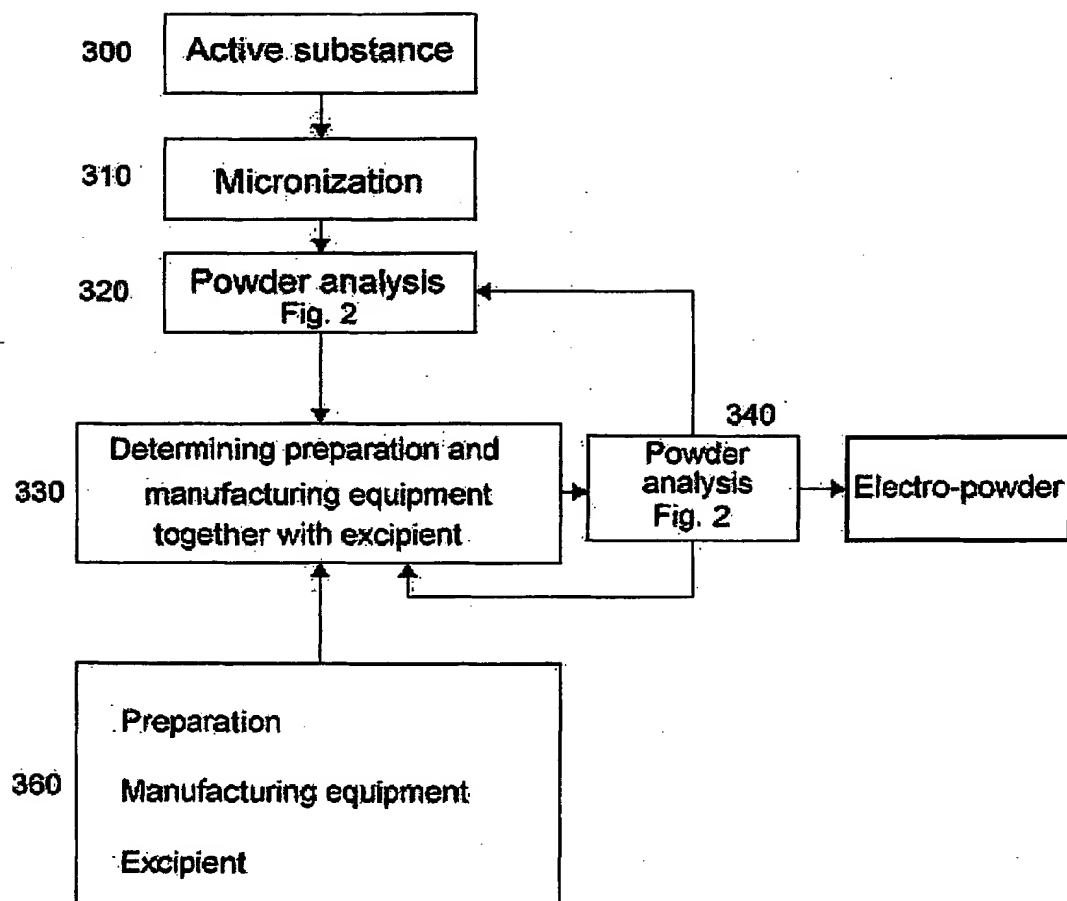 300
Active substance
310
Micronization
320
Powder analysis
Fig. 2
330
Determining preparation and
manufacturing equipment
together with excipient
340
Powder
analysis
Fig. 2
Electro-powder
360
Preparation
Manufacturing equipment
Excipient